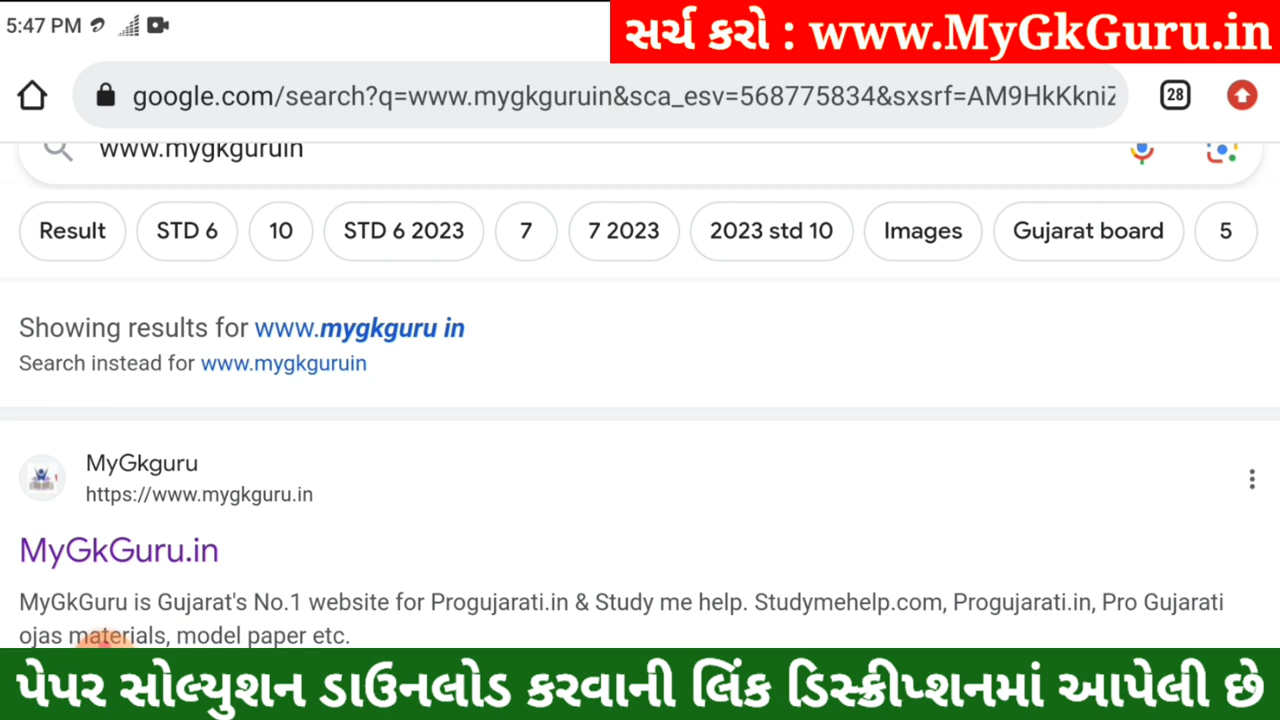 5:47 PM
સર્ચ કરો : www.MyGkGuru.in
google.com/search?q=www.mygkguruin&sca_esv=568775834&sxsrf=AM9HkKkniZ
28
www.mygkguruin
Result STD 6 10 STD 6 2023 7 7 2023 2023 std 10 Images Gujarat board 5
Showing results for www.mygkguru in
Search instead for www.mygkguruin
MyGkguru
https://www.mygkguru.in
MyGkGuru.in
MyGkGuru is Gujarat's No.1 website for Progujarati.in & Study me help. Studymehelp.com, Progujarati.in, Pro Gujarati
ojas materials, model paper etc.
પેપર સોલ્યુશન ડાઉનલોડ કરવાની લિંક ડિસ્ક્રીપ્શનમાં આપેલી છે